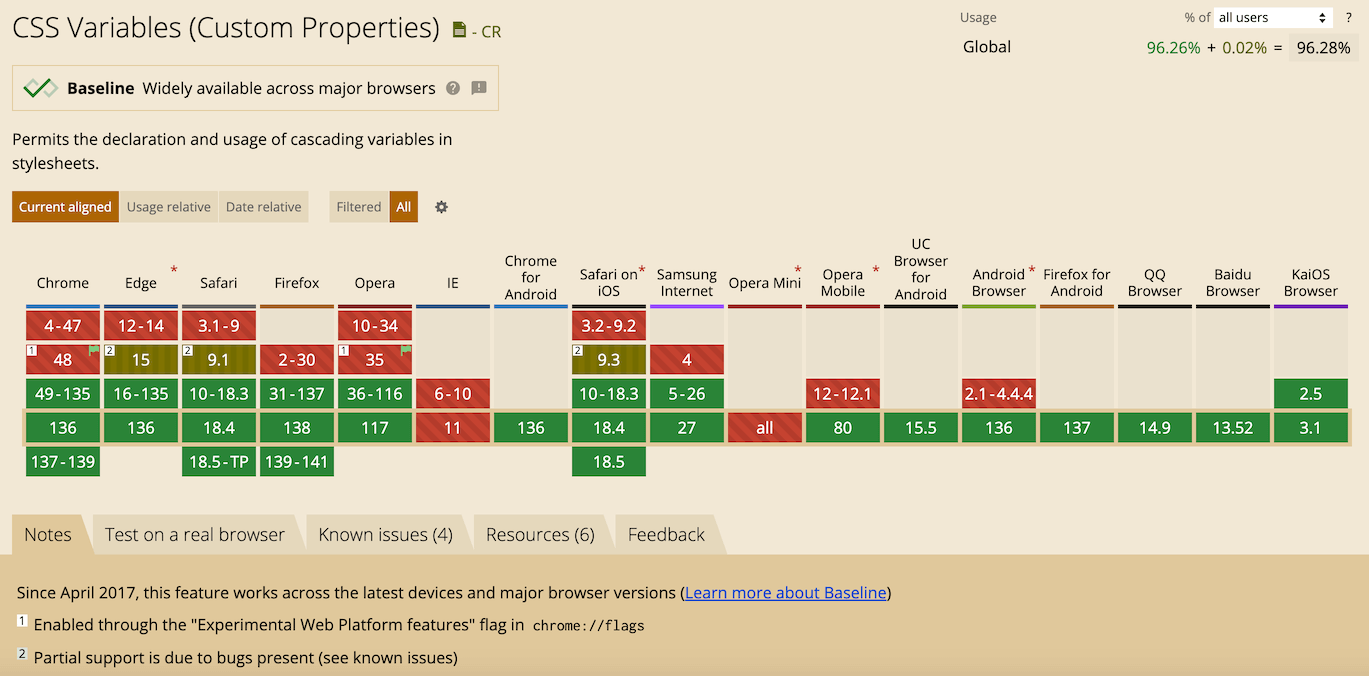 CSS Variables (Custom Properties) - CR
Usage % of all users ?
Global 96.26% + 0.02% = 96.28%
Baseline Widely available across major browsers ?
Permits the declaration and usage of cascading variables in
stylesheets.
Current aligned Usage relative Date relative Filtered All
Chrome Edge * Safari Firefox Opera IE Chrome for Android Safari on iOS * Samsung Internet Opera Mini * Opera Mobile * UC Browser for Android Android Browser * Firefox for Android QQ Browser Baidu Browser KaiOS Browser
4-47 12-14 3.1-9 10-34 3.2-9.2
1 48 2 15 2 9.1 2-30 1 35 2 9.3 4
49-135 16-135 10-18.3 31-137 36-116 6-10 10-18.3 5-26 12-12.1 2.1-4.4.4 2.5
136 136 18.4 138 117 11 136 18.4 27 all 80 15.5 136 137 14.9 13.52 3.1
137-139 18.5-TP 139-141 18.5
Notes Test on a real browser Known issues (4) Resources (6) Feedback
Since April 2017, this feature works across the latest devices and major browser versions (Learn more about Baseline)
1 Enabled through the "Experimental Web Platform features" flag in chrome://flags
2 Partial support is due to bugs present (see known issues)